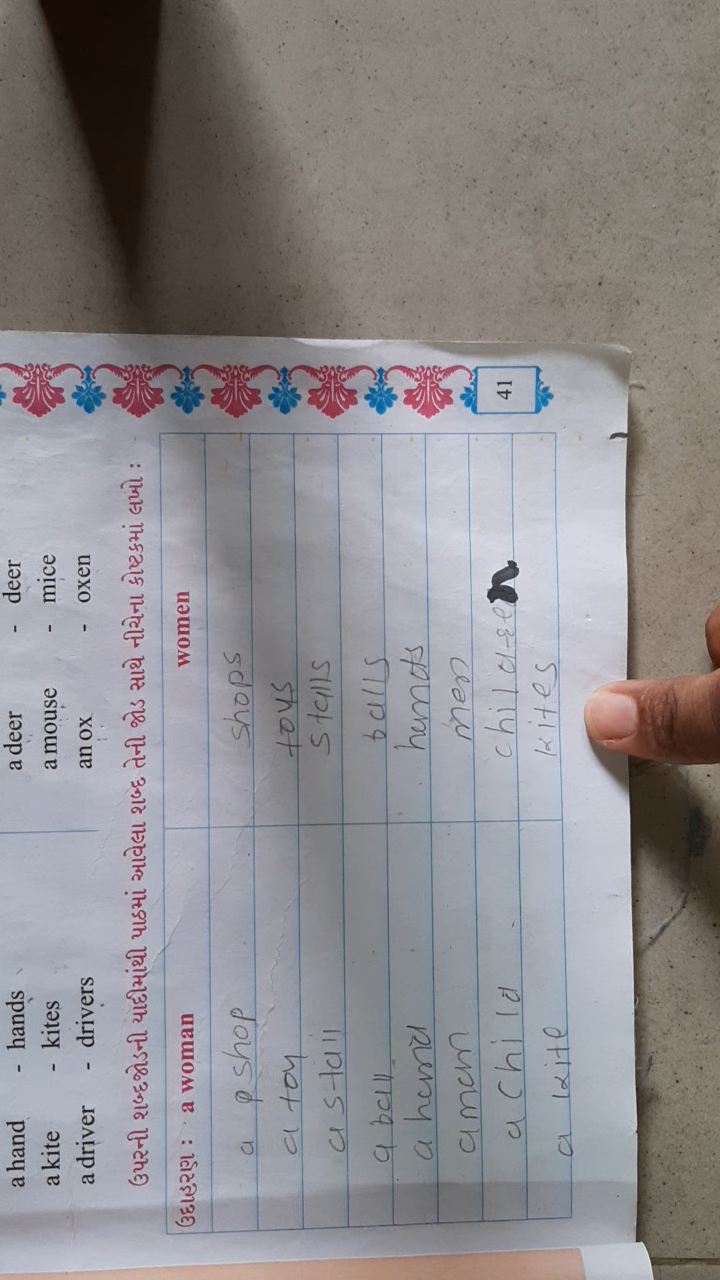 a hand - hands
a kite - kites
a driver - drivers
a deer - deer
a mouse - mice
an ox - oxen
ઉપરની શબ્દજોડની યાદીમાંથી પાઠમાં આવેલા શબ્દ તેની જોડ સાથે નીચેના કોષ્ટકમાં લખો :
ઉદાહરણ : a woman women
a shop shops
a toy toys
a stall stalls
a ball balls
a hand hands
a man men
a child children
a kite kites
41